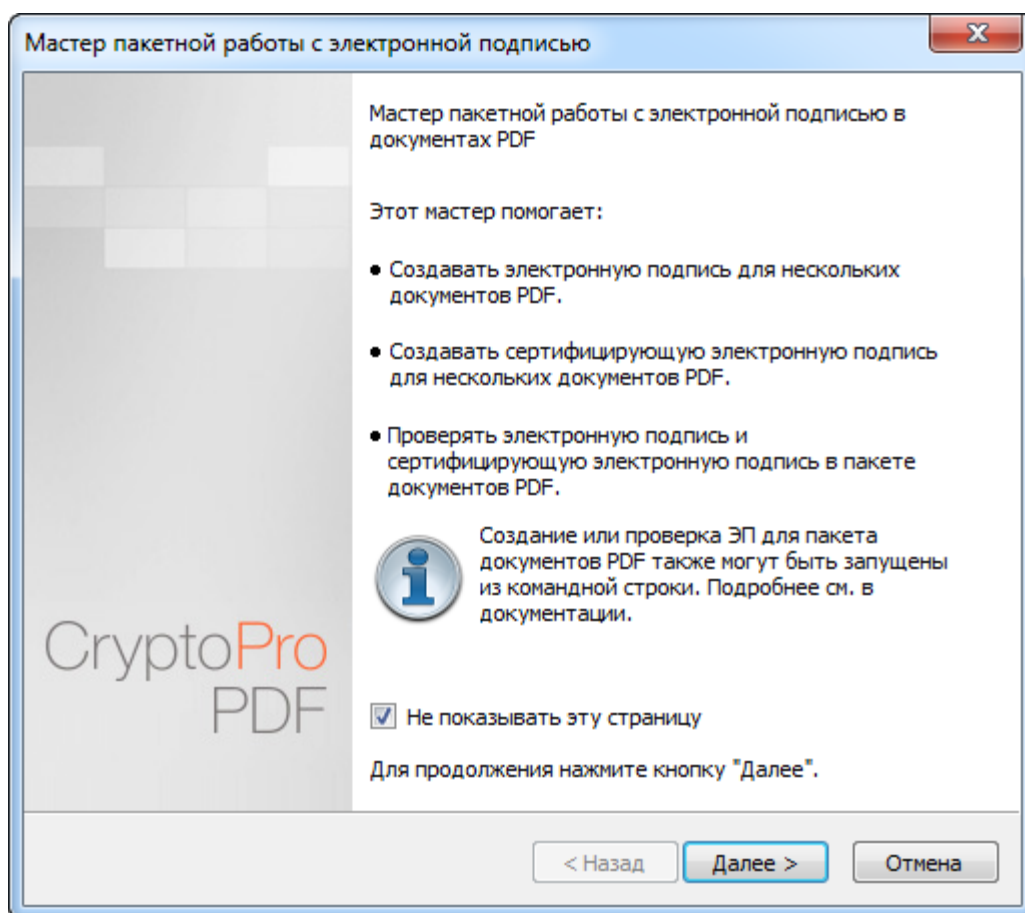 Мастер пакетной работы с электронной подписью
Мастер пакетной работы с электронной подписью в
документах PDF
Этот мастер помогает:
• Создавать электронную подпись для нескольких
документов PDF.
• Создавать сертифицирующую электронную подпись
для нескольких документов PDF.
• Проверять электронную подпись и
сертифицирующую электронную подпись в пакете
документов PDF.
Создание или проверка ЭП для пакета
документов PDF также могут быть запущены
из командной строки. Подробнее см. в
документации.
CryptoPro
PDF
Не показывать эту страницу
Для продолжения нажмите кнопку "Далее".
< Назад
Далее >
Отмена